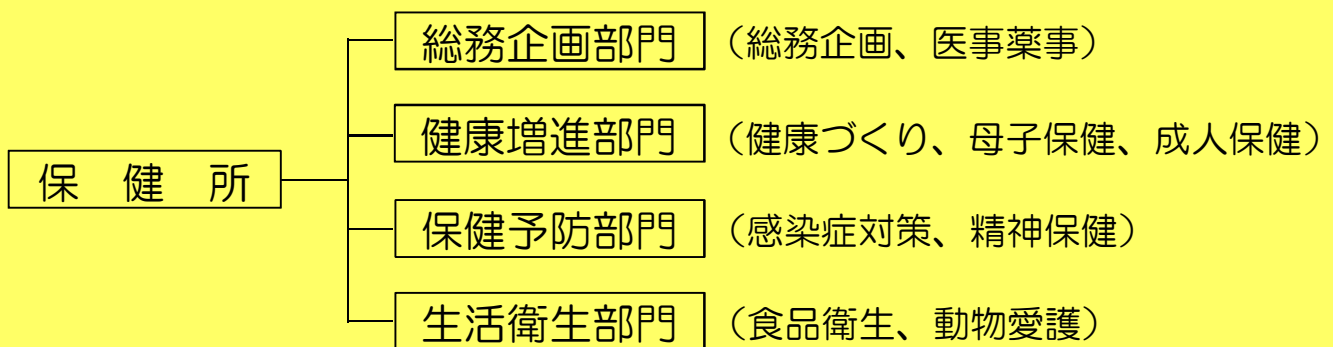 総務企画部門 (総務企画、医事薬事)
健康増進部門 (健康づくり、母子保健、成人保健)
保 健 所
保健予防部門 (感染症対策、精神保健)
生活衛生部門 (食品衛生、動物愛護)